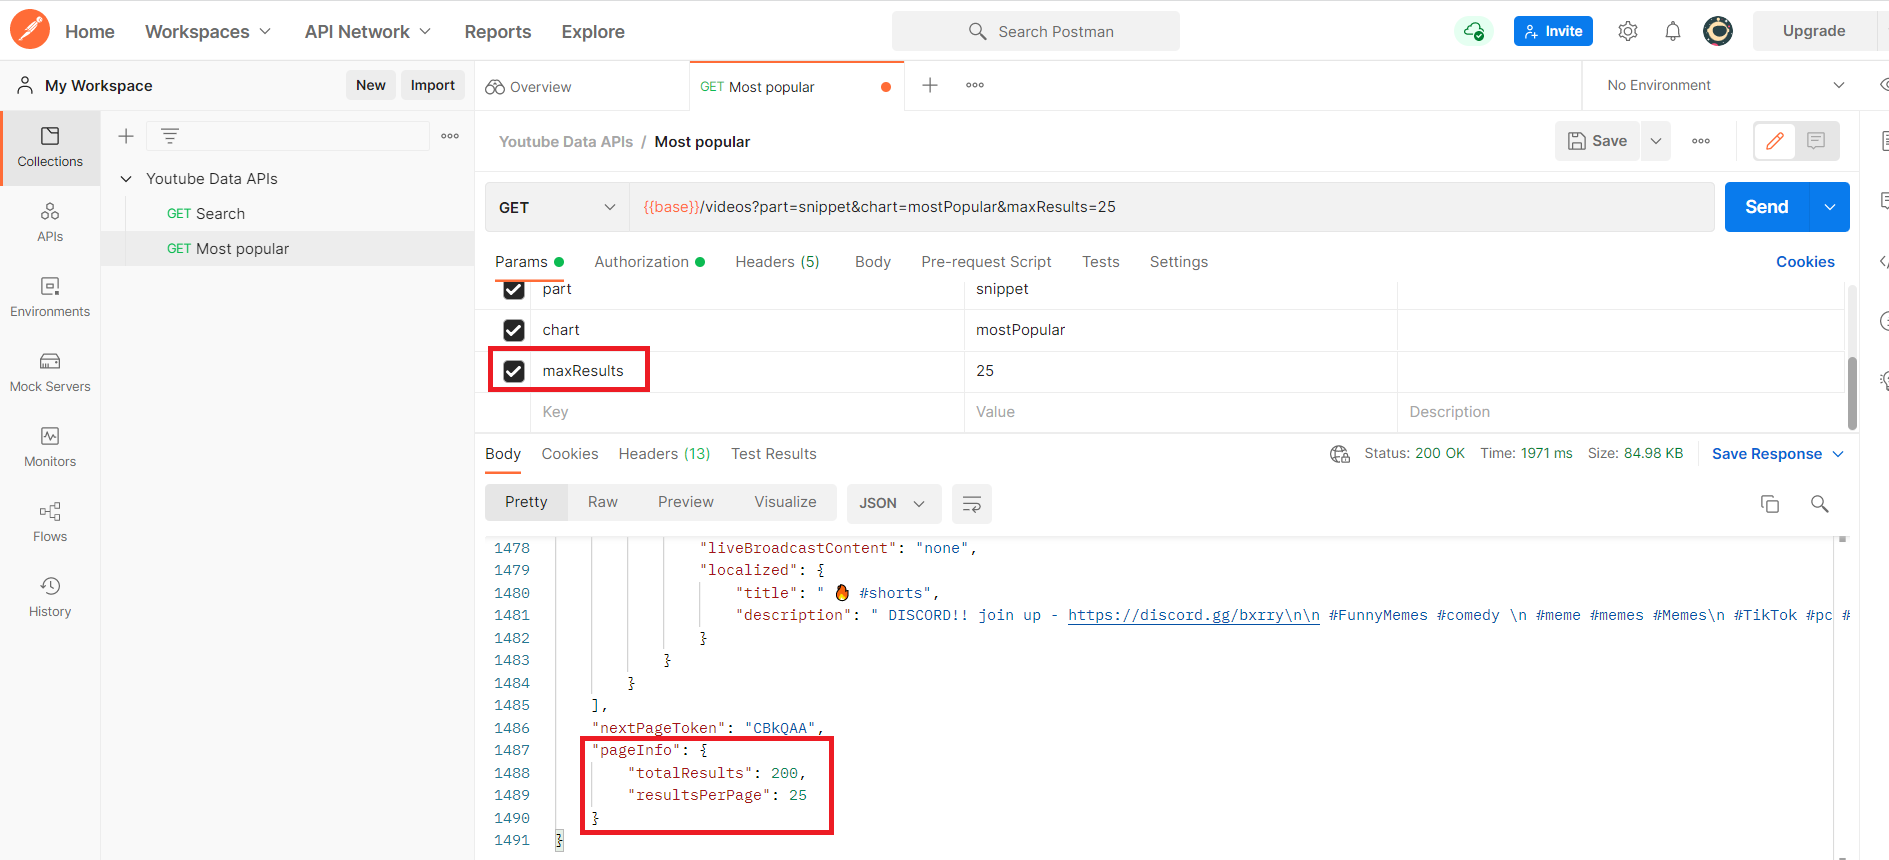 Home Workspaces API Network Reports Explore Search Postman Invite Upgrade
My Workspace New Import Overview GET Most popular No Environment
Collections
APIs
Environments
Mock Servers
Monitors
Flows
History
Youtube Data APIs
GET Search
GET Most popular
Youtube Data APIs / Most popular Save
GET {{base}}/videos?part=snippet&chart=mostPopular&maxResults=25 Send
Params Authorization Headers (5) Body Pre-request Script Tests Settings Cookies
part snippet
chart mostPopular
maxResults 25
Key Value Description
Body Cookies Headers (13) Test Results Status: 200 OK Time: 1971 ms Size: 84.98 KB Save Response
Pretty Raw Preview Visualize JSON
1478 "liveBroadcastContent": "none",
1479 "localized": {
1480 "title": " 🔥 #shorts",
1481 "description": " DISCORD!! join up - https://discord.gg/bxrry\n\n #FunnyMemes #comedy \n #meme #memes #Memes\n #TikTok #pc #
1482 }
1483 }
1484 }
1485 ],
1486 "nextPageToken": "CBkQAA",
1487 "pageInfo": {
1488 "totalResults": 200,
1489 "resultsPerPage": 25
1490 }
1491 }